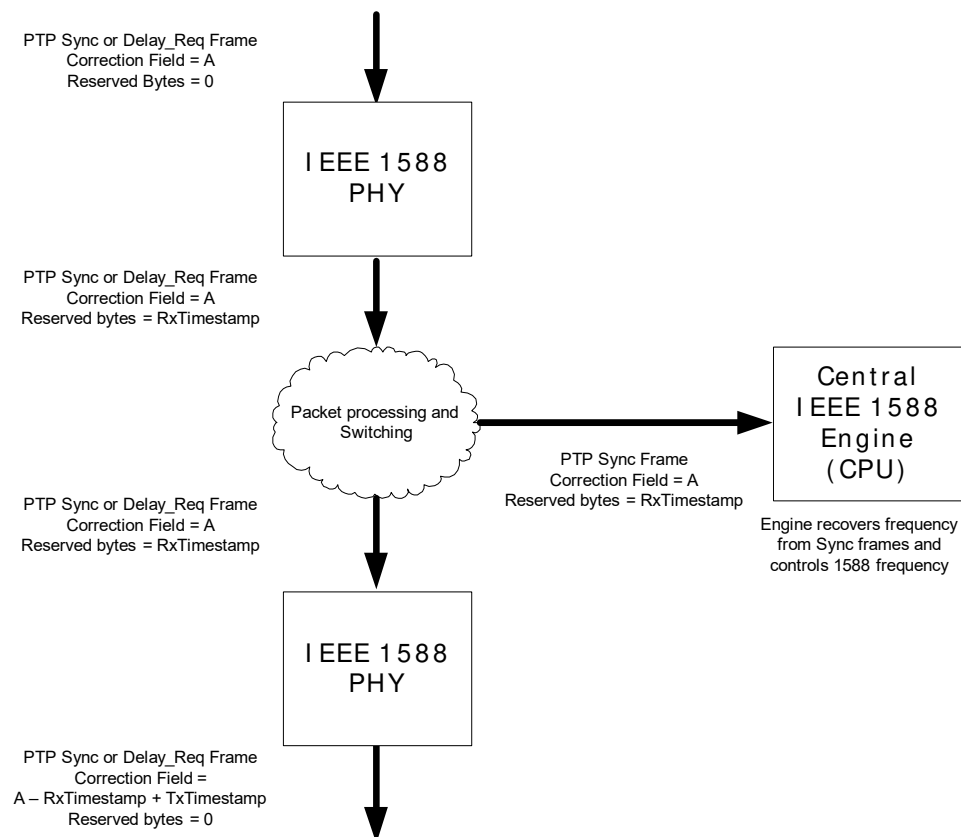 PTP Sync or Delay_Req Frame
Correction Field = A
Reserved Bytes = 0
IEEE 1588
PHY
PTP Sync or Delay_Req Frame
Correction Field = A
Reserved bytes = RxTimestamp
Packet processing and
Switching
Central
IEEE 1588
Engine
(CPU)
PTP Sync Frame
Correction Field = A
Reserved bytes = RxTimestamp
Engine recovers frequency
from Sync frames and
controls 1588 frequency
PTP Sync or Delay_Req Frame
Correction Field = A
Reserved bytes = RxTimestamp
IEEE 1588
PHY
PTP Sync or Delay_Req Frame
Correction Field =
A – RxTimestamp + TxTimestamp
Reserved bytes = 0